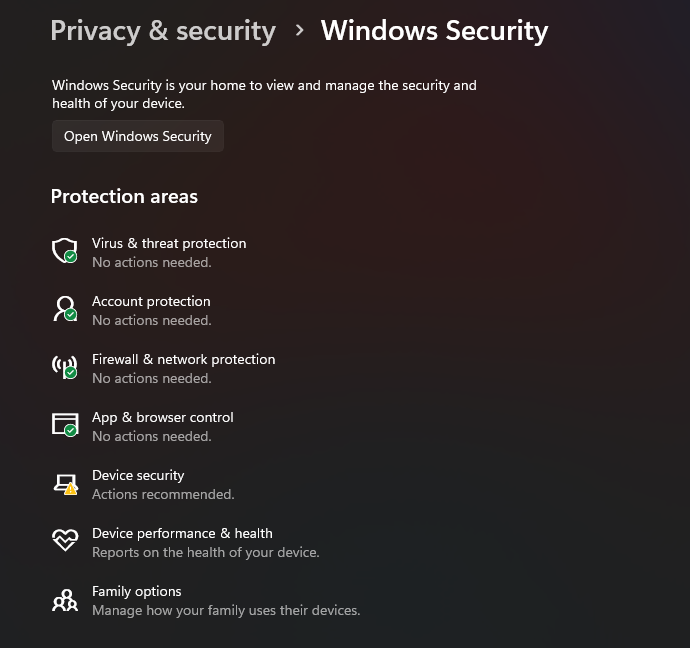 Privacy & security > Windows Security
Windows Security is your home to view and manage the security and
health of your device.
Open Windows Security
Protection areas
Virus & threat protection
No actions needed.
Account protection
No actions needed.
Firewall & network protection
No actions needed.
App & browser control
No actions needed.
Device security
Actions recommended.
Device performance & health
Reports on the health of your device.
Family options
Manage how your family uses their devices.